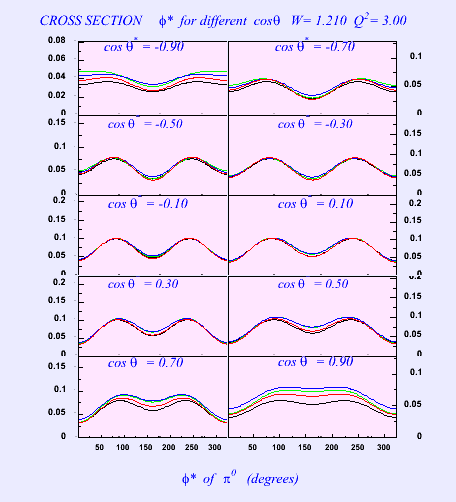 CROSS SECTION ϕ* for different cosθ W= 1.210 Q²= 3.00
0.08 cos θ* = -0.90 cos θ* = -0.70
0.06 0.1
0.04 0.05
0.02
0 0
0.15 cos θ = -0.50 cos θ = -0.30 0.15
0.1 0.1
0.05 0.05
0 0
0.2 cos θ = -0.10 cos θ = 0.10 0.2
0.15 0.15
0.1 0.1
0.05 0.05
0 0
0.2 cos θ = 0.30 cos θ = 0.50 0.2
0.15 0.15
0.1 0.1
0.05 0.05
0 0
0.15 cos θ = 0.70 cos θ = 0.90
0.1 0.1
0.05 0.05
0 0
50 100 150 200 250 300 50 100 150 200 250 300
ϕ* of π⁰ (degrees)